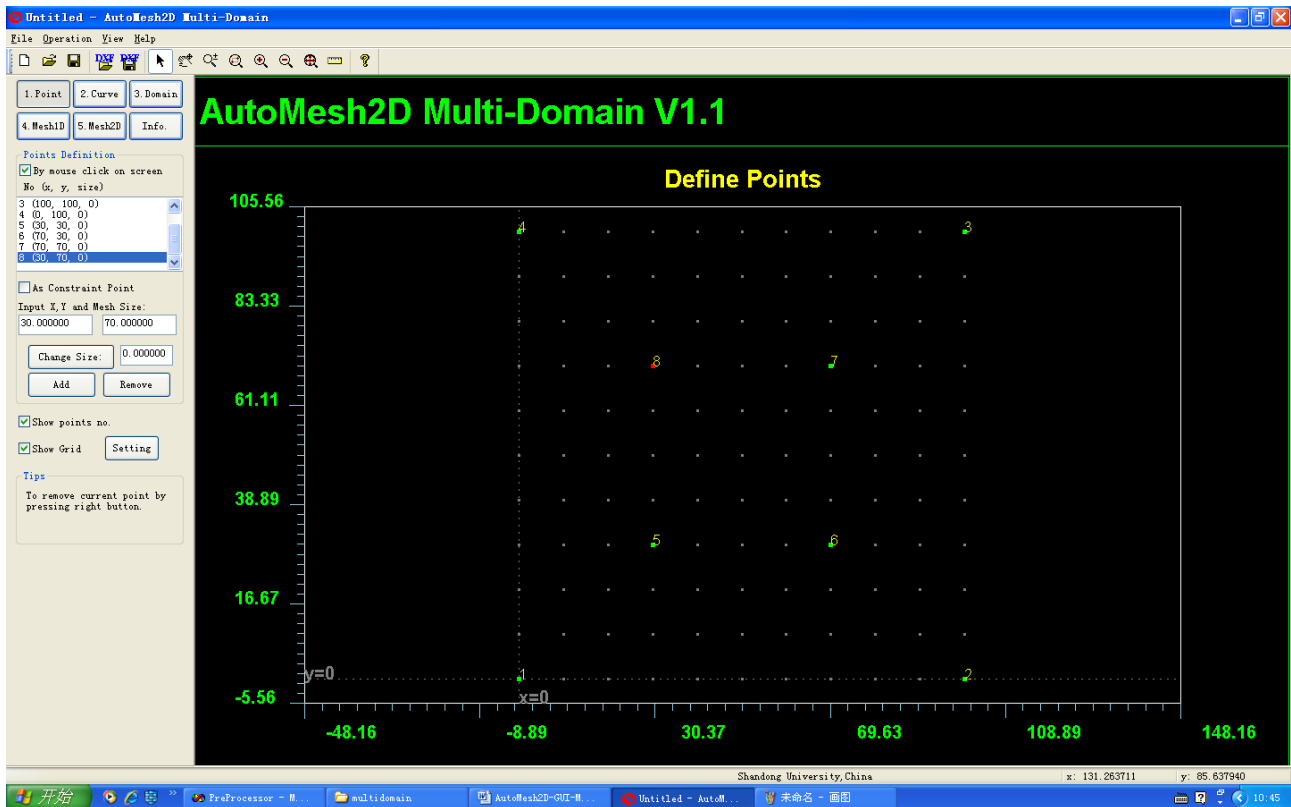 Untitled - AutoMesh2D Multi-Domain
File Operation View Help
DXF DXF
1.Point 2.Curve 3.Domain
4.Mesh1D 5.Mesh2D Info.
Points Definition
By mouse click on screen
No (x, y, size)
3 (100, 100, 0)
4 (0, 100, 0)
5 (30, 30, 0)
6 (70, 30, 0)
7 (70, 70, 0)
8 (30, 70, 0)
As Constraint Point
Input X,Y and Mesh Size:
30.000000 70.000000
Change Size: 0.000000
Add Remove
Show points no.
Show Grid Setting
Tips
To remove current point by
pressing right button.
AutoMesh2D Multi-Domain V1.1
Define Points
105.56
4 3
83.33
8 7
61.11
38.89
5 6
16.67
y=0 1 2
-5.56 x=0
-48.16 -8.89 30.37 69.63 108.89 148.16
Shandong University,China x: 131.263711 y: 85.637940
开始 PreProcessor - M... multidomain AutoMesh2D-GUI-M... Untitled - AutoM... 未命名 - 画图 10:45